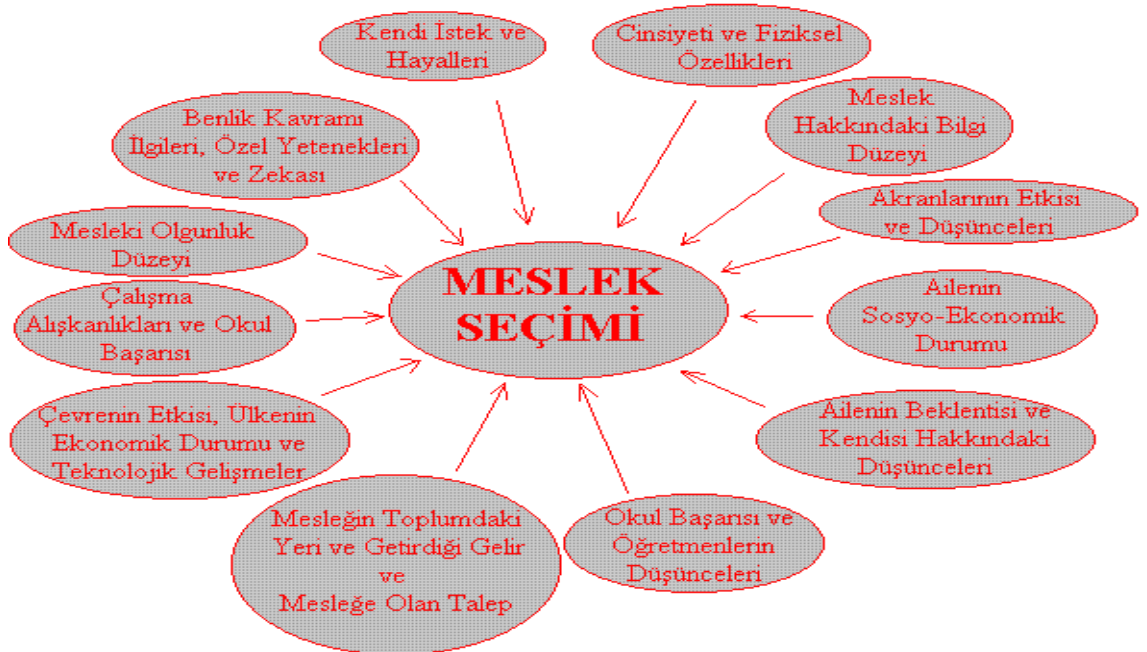 Kendi İstek ve
Hayalleri
Cinsiyeti ve Fiziksel
Özellikleri
Benlik Kavramı
İlgileri, Özel Yetenekleri
ve Zekası
Meslek
Hakkındaki Bilgi
Düzeyi
Mesleki Olgunluk
Düzeyi
Akranlarının Etkisi
ve Düşünceleri
MESLEK
SEÇİMİ
Çalışma
Alışkanlıkları ve Okul
Başarısı
Ailenin
Sosyo-Ekonomik
Durumu
Çevrenin Etkisi, Ülkenin
Ekonomik Durumu ve
Teknolojik Gelişmeler
Ailenin Beklentisi ve
Kendisi Hakkındaki
Düşünceleri
Mesleğin Toplumdaki
Yeri ve Getirdiği Gelir
ve
Mesleğe Olan Talep
Okul Başarısı ve
Öğretmenlerin
Düşünceleri